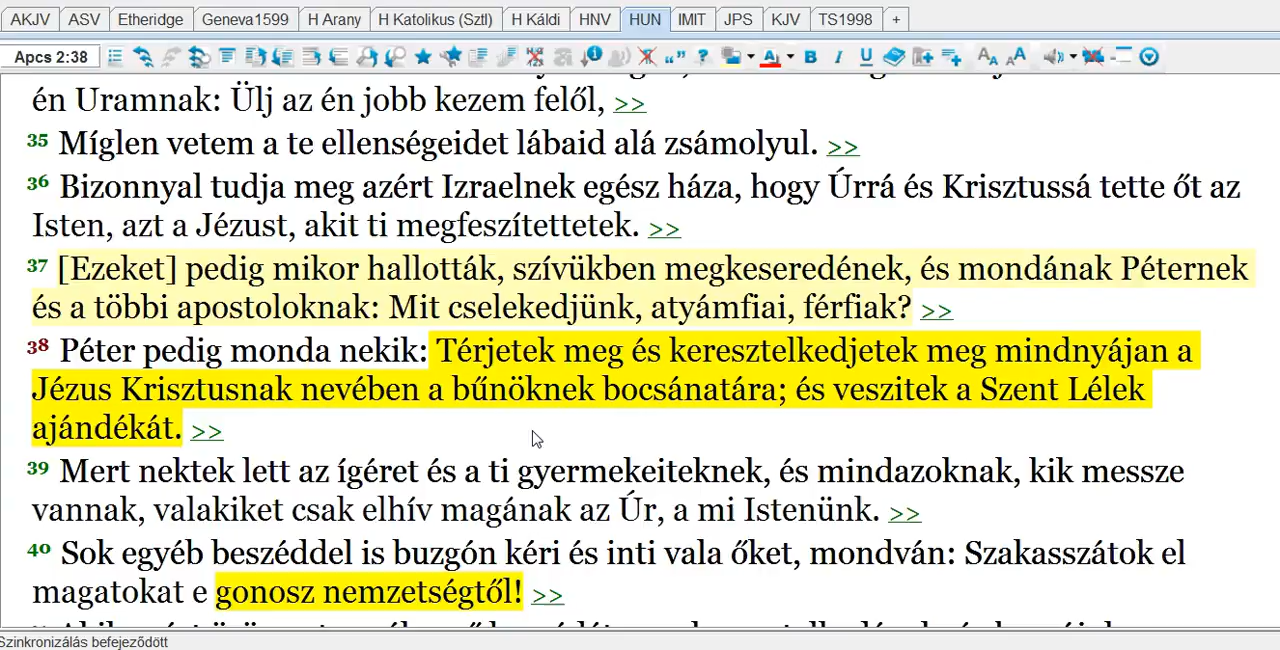 AKJV ASV Etheridge Geneva1599 H Arany H Katolikus (Sztl) H Káldi HNV HUN IMIT JPS KJV TS1998 +
Apcs 2:38
én Uramnak: Ülj az én jobb kezem felől, >>
35 Míglen vetem a te ellenségeidet lábaid alá zsámolyul. >>
36 Bizonnyal tudja meg azért Izraelnek egész háza, hogy Úrrá és Krisztussá tette őt az
Isten, azt a Jézust, akit ti megfeszítettetek. >>
37 [Ezeket] pedig mikor hallották, szívükben megkeseredének, és mondának Péternek
és a többi apostoloknak: Mit cselekedjünk, atyámfiai, férfiak? >>
38 Péter pedig monda nekik: Térjetek meg és keresztelkedjetek meg mindnyájan a
Jézus Krisztusnak nevében a bűnöknek bocsánatára; és veszitek a Szent Lélek
ajándékát. >>
39 Mert nektek lett az ígéret és a ti gyermekeiteknek, és mindazoknak, kik messze
vannak, valakiket csak elhív magának az Úr, a mi Istenünk. >>
40 Sok egyéb beszéddel is buzgón kéri és inti vala őket, mondván: Szakasszátok el
magatokat e gonosz nemzetségtől! >>
Szinkronizálás befejeződött